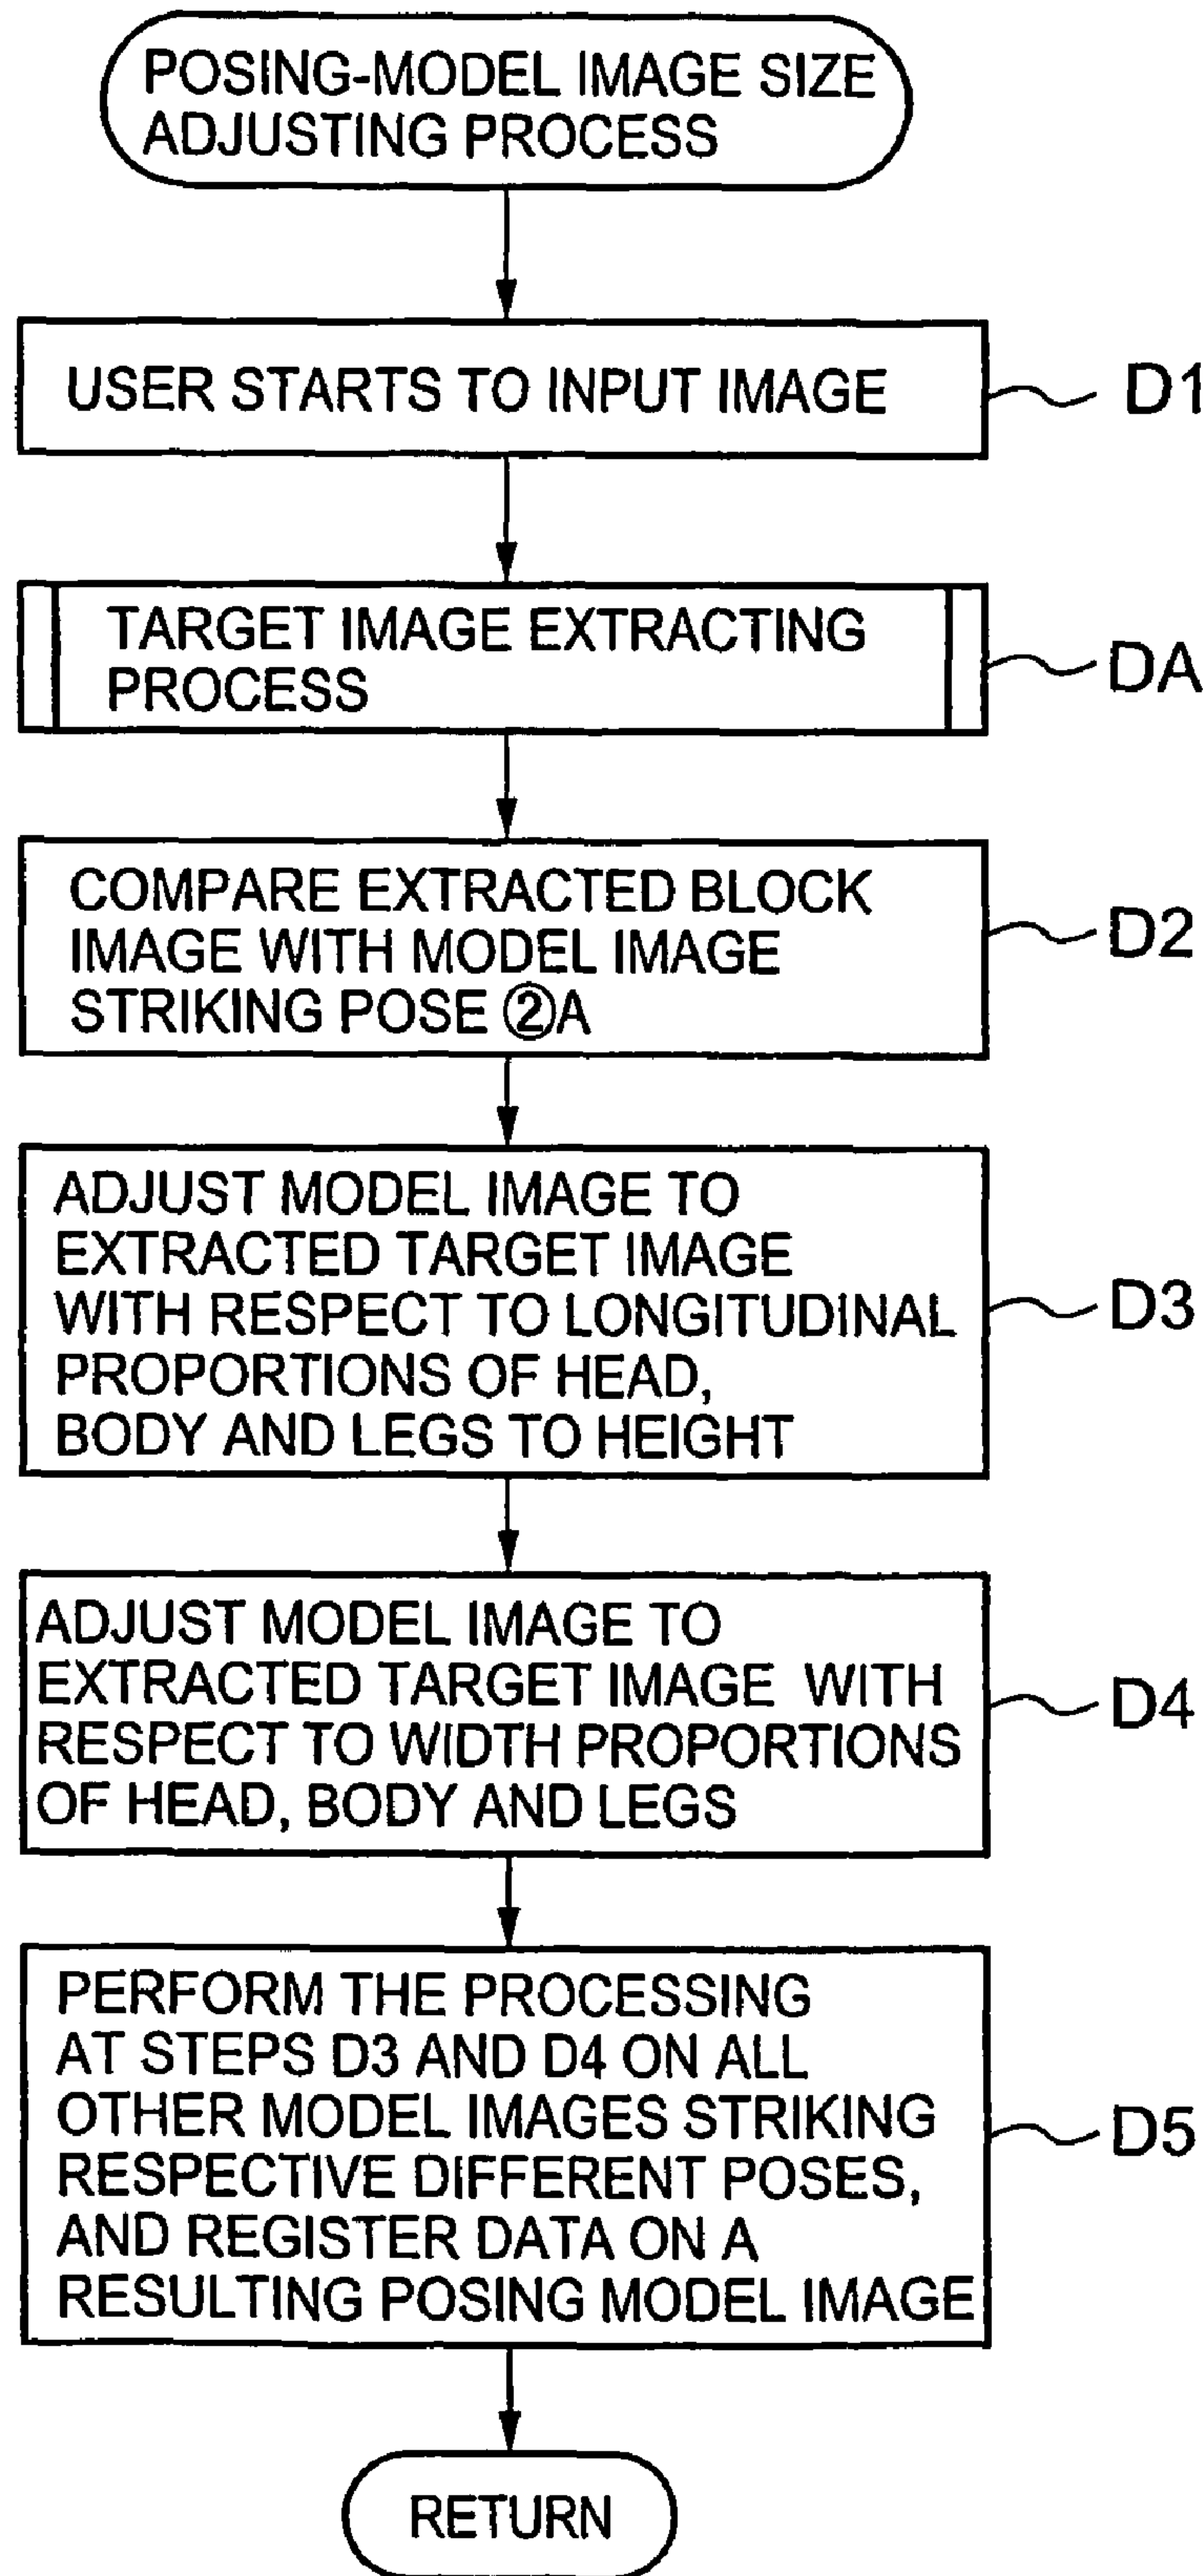 POSING-MODEL IMAGE SIZE
ADJUSTING PROCESS
USER STARTS TO INPUT IMAGE
D1
TARGET IMAGE EXTRACTING
PROCESS
DA
COMPARE EXTRACTED BLOCK
IMAGE WITH MODEL IMAGE
STRIKING POSE ②A
D2
ADJUST MODEL IMAGE TO
EXTRACTED TARGET IMAGE
WITH RESPECT TO LONGITUDINAL
PROPORTIONS OF HEAD,
BODY AND LEGS TO HEIGHT
D3
ADJUST MODEL IMAGE TO
EXTRACTED TARGET IMAGE WITH
RESPECT TO WIDTH PROPORTIONS
OF HEAD, BODY AND LEGS
D4
PERFORM THE PROCESSING
AT STEPS D3 AND D4 ON ALL
OTHER MODEL IMAGES STRIKING
RESPECTIVE DIFFERENT POSES,
AND REGISTER DATA ON A
RESULTING POSING MODEL IMAGE
D5
RETURN